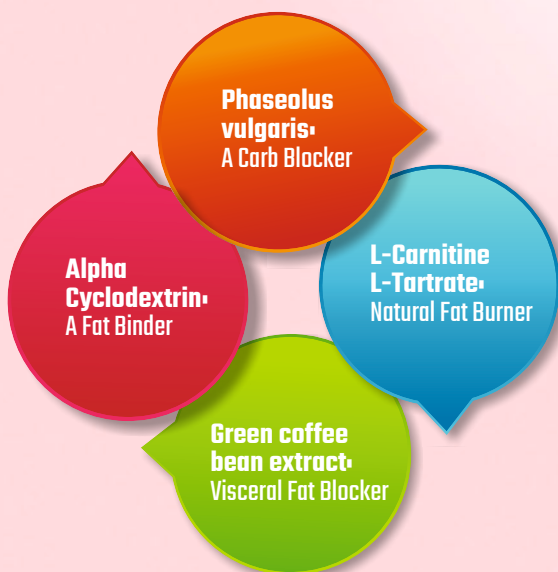 Phaseolus
vulgaris:
A Carb Blocker
L-Carnitine
L-Tartrate:
Natural Fat Burner
Green coffee
bean extract:
Visceral Fat Blocker
Alpha
Cyclodextrin:
A Fat Binder